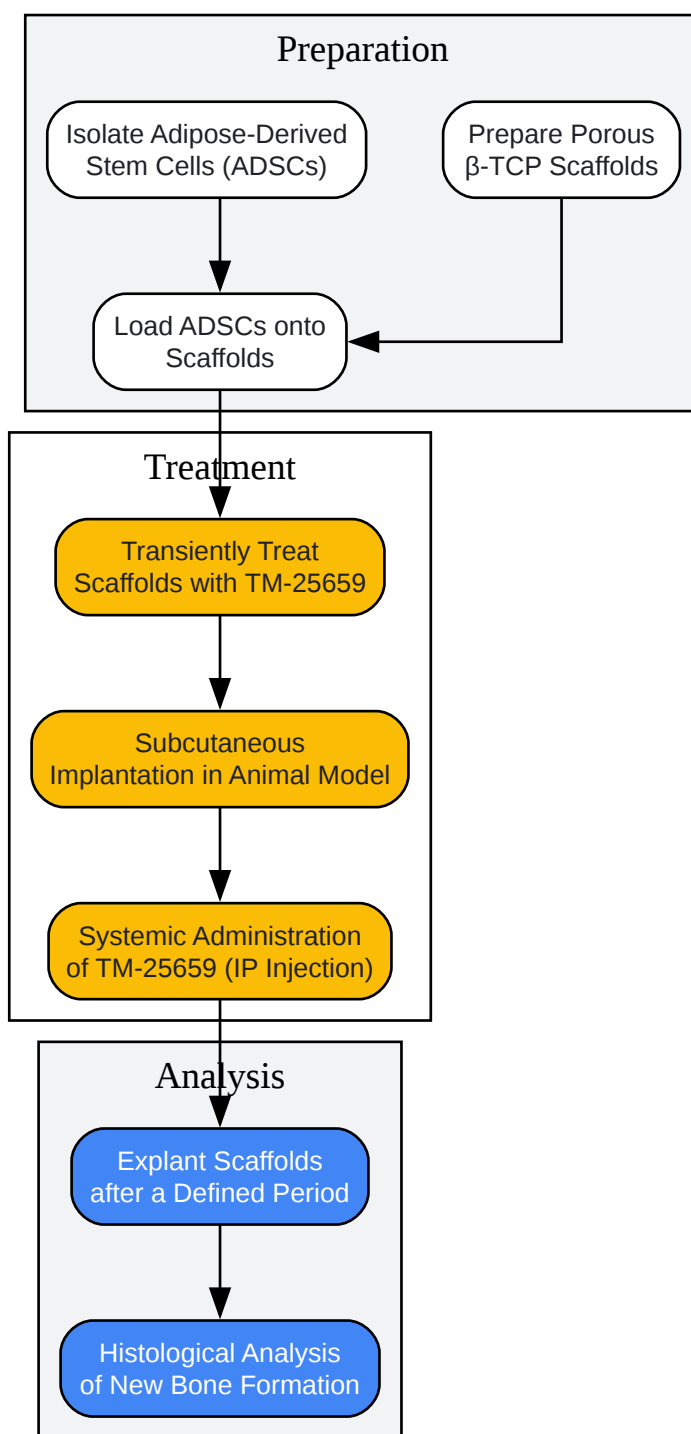 Preparation
Isolate Adipose-Derived
Stem Cells (ADSCs)
Prepare Porous
β-TCP Scaffolds
Load ADSCs onto
Scaffolds
Treatment
Transiently Treat
Scaffolds with TM-25659
Subcutaneous
Implantation in Animal Model
Systemic Administration
of TM-25659 (IP Injection)
Analysis
Explant Scaffolds
after a Defined Period
Histological Analysis
of New Bone Formation